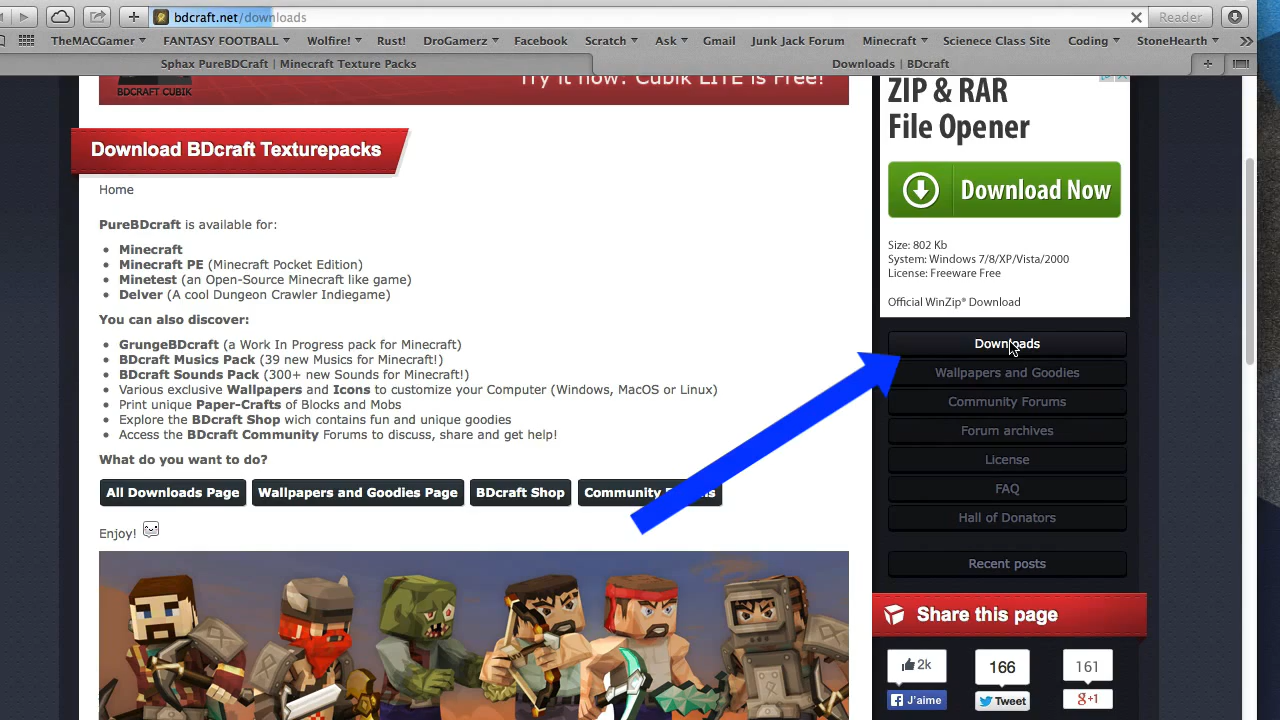 bdcraft.net/downloads
Reader
TheMACGamer
FANTASY FOOTBALL
Wolfire!
Rust!
DroGamerz
Facebook
Scratch
Ask
Gmail
Junk Jack Forum
Minecraft
Scienece Class Site
Coding
StoneHearth
Sphax PureBDCraft | Minecraft Texture Packs
Downloads | BDcraft
BDCRAFT CUBIK
Try it now: Cubik LITE is Free!
Download BDcraft Texturepacks
Home
PureBDcraft is available for:
Minecraft
Minecraft PE (Minecraft Pocket Edition)
Minetest (an Open-Source Minecraft like game)
Delver (A cool Dungeon Crawler Indiegame)
You can also discover:
GrungeBDcraft (a Work In Progress pack for Minecraft)
BDcraft Musics Pack (39 new Musics for Minecraft!)
BDcraft Sounds Pack (300+ new Sounds for Minecraft!)
Various exclusive Wallpapers and Icons to customize your Computer (Windows, MacOS or Linux)
Print unique Paper-Crafts of Blocks and Mobs
Explore the BDcraft Shop wich contains fun and unique goodies
Access the BDcraft Community Forums to discuss, share and get help!
What do you want to do?
All Downloads Page
Wallpapers and Goodies Page
BDcraft Shop
Community
Enjoy!
ZIP & RAR
File Opener
Download Now
Size: 802 Kb
System: Windows 7/8/XP/Vista/2000
License: Freeware Free
Official WinZip® Download
Downloads
Wallpapers and Goodies
Community Forums
Forum archives
License
FAQ
Hall of Donators
Recent posts
Share this page
2k
166
161
J'aime
Tweet
g+1